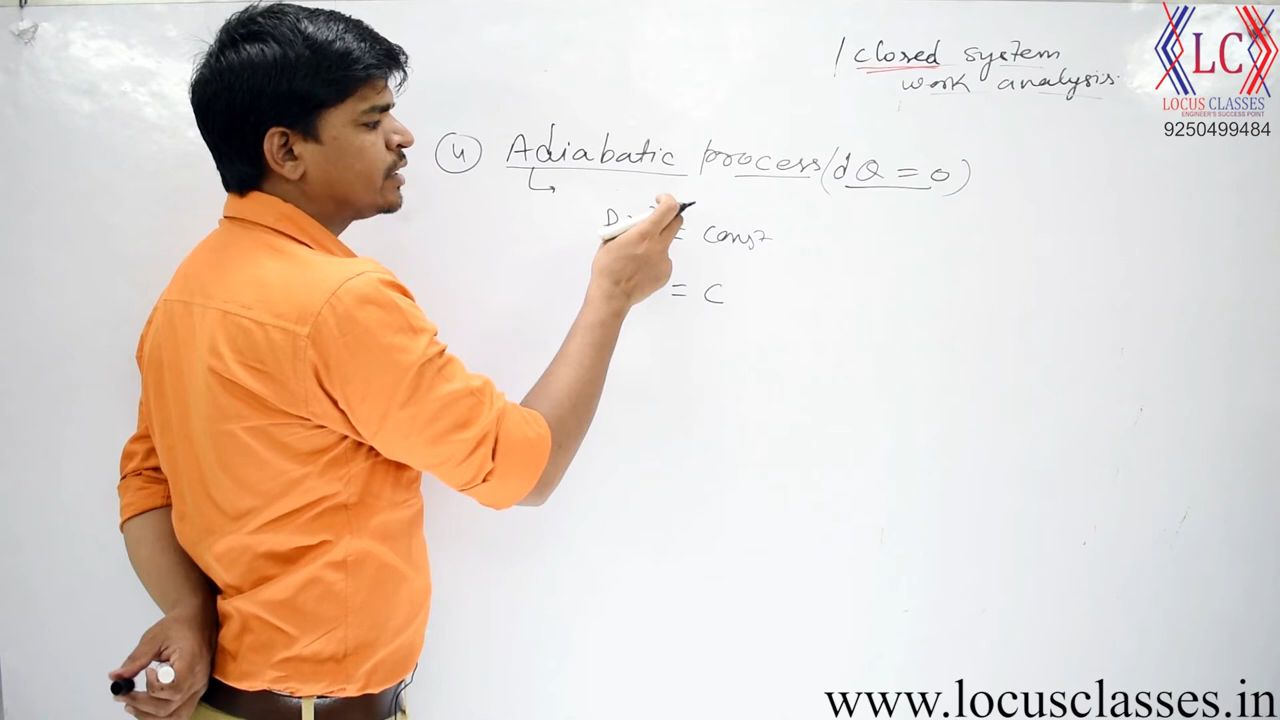 / closed system
work analysis.
LC
LOCUS CLASSES
ENGINEER'S SUCCESS POINT
9250499484
4 Adiabatic process (dQ = 0)
= const
= C
www.locusclasses.in